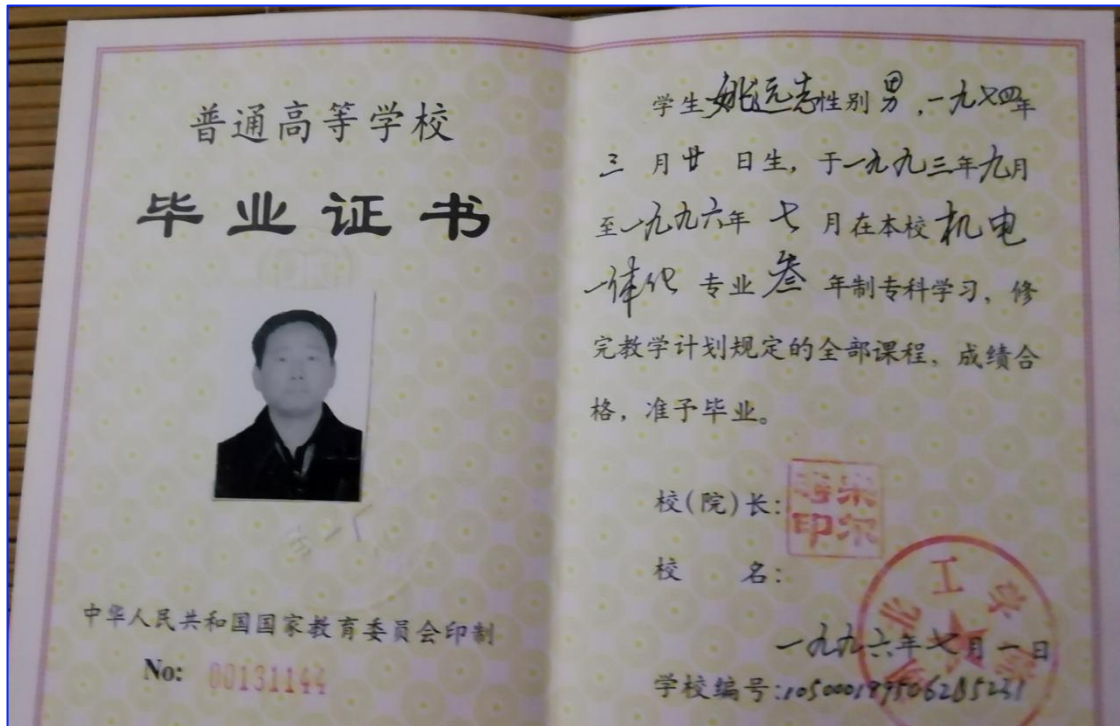 普通高等学校
毕业证书
中华人民共和国国家教育委员会印制
No: 00131144
学生姚远志性别男，一九七四年
三月廿日生，于一九九三年九月
至一九九六年七月在本校机电
一体化专业叁年制专科学习，修
完教学计划规定的全部课程，成绩合
格，准予毕业。
校(院)长：
校名：
北工学
一九九六年七月一日
学校编号：